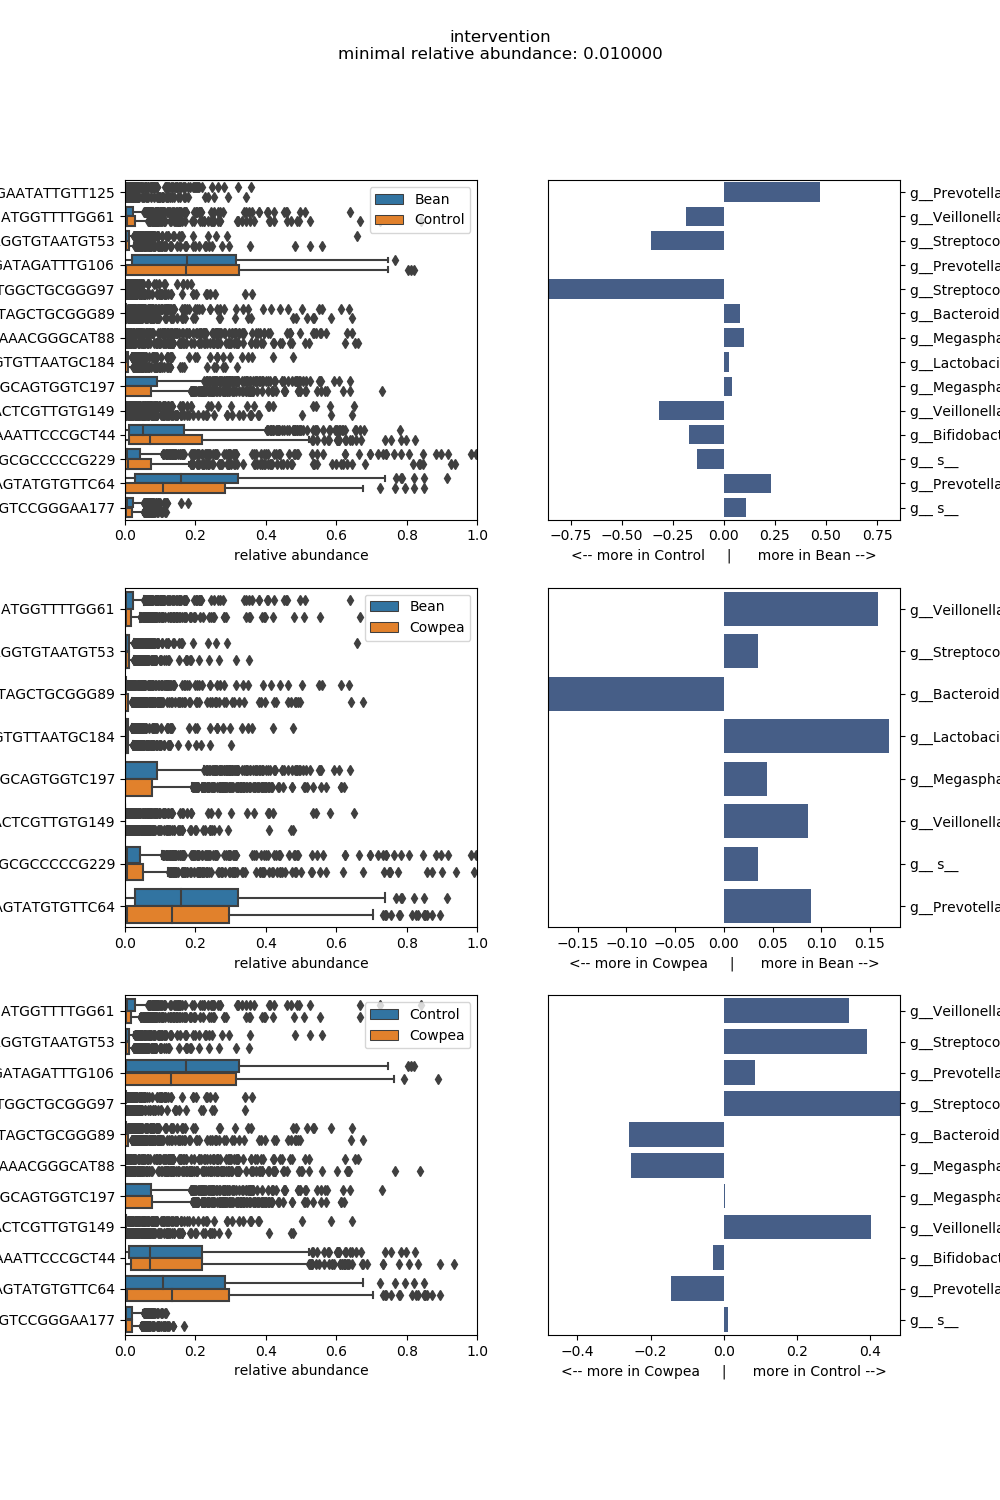 intervention
minimal relative abundance: 0.010000
GAATATTGTT125
ATGGTTTTGG61
GGTGTAATGT53
GATAGATTTG106
TGGCTGCGGG97
TAGCTGCGGG89
AAACGGGCAT88
GTGTTAATGC184
GCAGTGGTC197
ACTCGTTGTG149
AAATTCCCGCT44
GCGCCCCCG229
AGTATGTGTTC64
GTCCGGGAA177
Bean
Control
0.0 0.2 0.4 0.6 0.8 1.0
relative abundance
g__Prevotella
g__Veillonella
g__Streptoco
g__Prevotella
g__Streptoco
g__Bacteroid
g__Megaspha
g__Lactobaci
g__Megaspha
g__Veillonella
g__Bifidobact
g__ s__
g__Prevotella
g__ s__
−0.75 −0.50 −0.25 0.00 0.25 0.50 0.75
<-- more in Control | more in Bean -->
ATGGTTTTGG61
GGTGTAATGT53
TAGCTGCGGG89
GTGTTAATGC184
GCAGTGGTC197
ACTCGTTGTG149
GCGCCCCCG229
AGTATGTGTTC64
Bean
Cowpea
0.0 0.2 0.4 0.6 0.8 1.0
relative abundance
g__Veillonella
g__Streptoco
g__Bacteroid
g__Lactobaci
g__Megaspha
g__Veillonella
g__ s__
g__Prevotella
−0.15 −0.10 −0.05 0.00 0.05 0.10 0.15
<-- more in Cowpea | more in Bean -->
ATGGTTTTGG61
GGTGTAATGT53
GATAGATTTG106
TGGCTGCGGG97
TAGCTGCGGG89
AAACGGGCAT88
GCAGTGGTC197
ACTCGTTGTG149
AAATTCCCGCT44
AGTATGTGTTC64
GTCCGGGAA177
Control
Cowpea
0.0 0.2 0.4 0.6 0.8 1.0
relative abundance
g__Veillonella
g__Streptoco
g__Prevotella
g__Streptoco
g__Bacteroid
g__Megaspha
g__Megaspha
g__Veillonella
g__Bifidobact
g__Prevotella
g__ s__
−0.4 −0.2 0.0 0.2 0.4
<-- more in Cowpea | more in Control -->